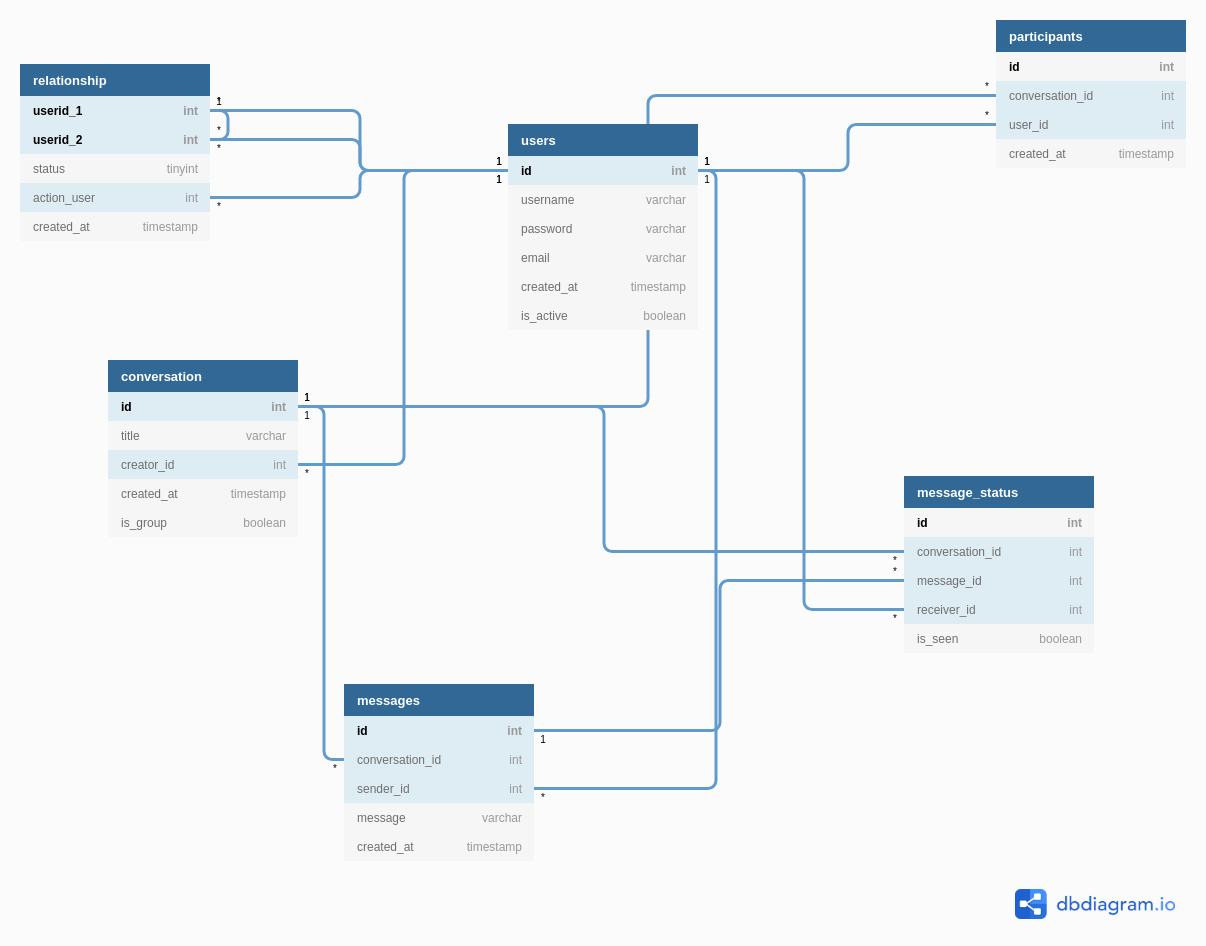 participants
id int
conversation_id int
user_id int
created_at timestamp
* 
*
relationship
userid_1 int
userid_2 int
status tinyint
action_user int
created_at timestamp
1
*
*
*
users
id int
username varchar
password varchar
email varchar
created_at timestamp
is_active boolean
1
1
1
1
conversation
id int
title varchar
creator_id int
created_at timestamp
is_group boolean
1
1
*
message_status
id int
conversation_id int
message_id int
receiver_id int
is_seen boolean
*
*
*
messages
id int
conversation_id int
sender_id int
message varchar
created_at timestamp
1
*
*
dbdiagram.io